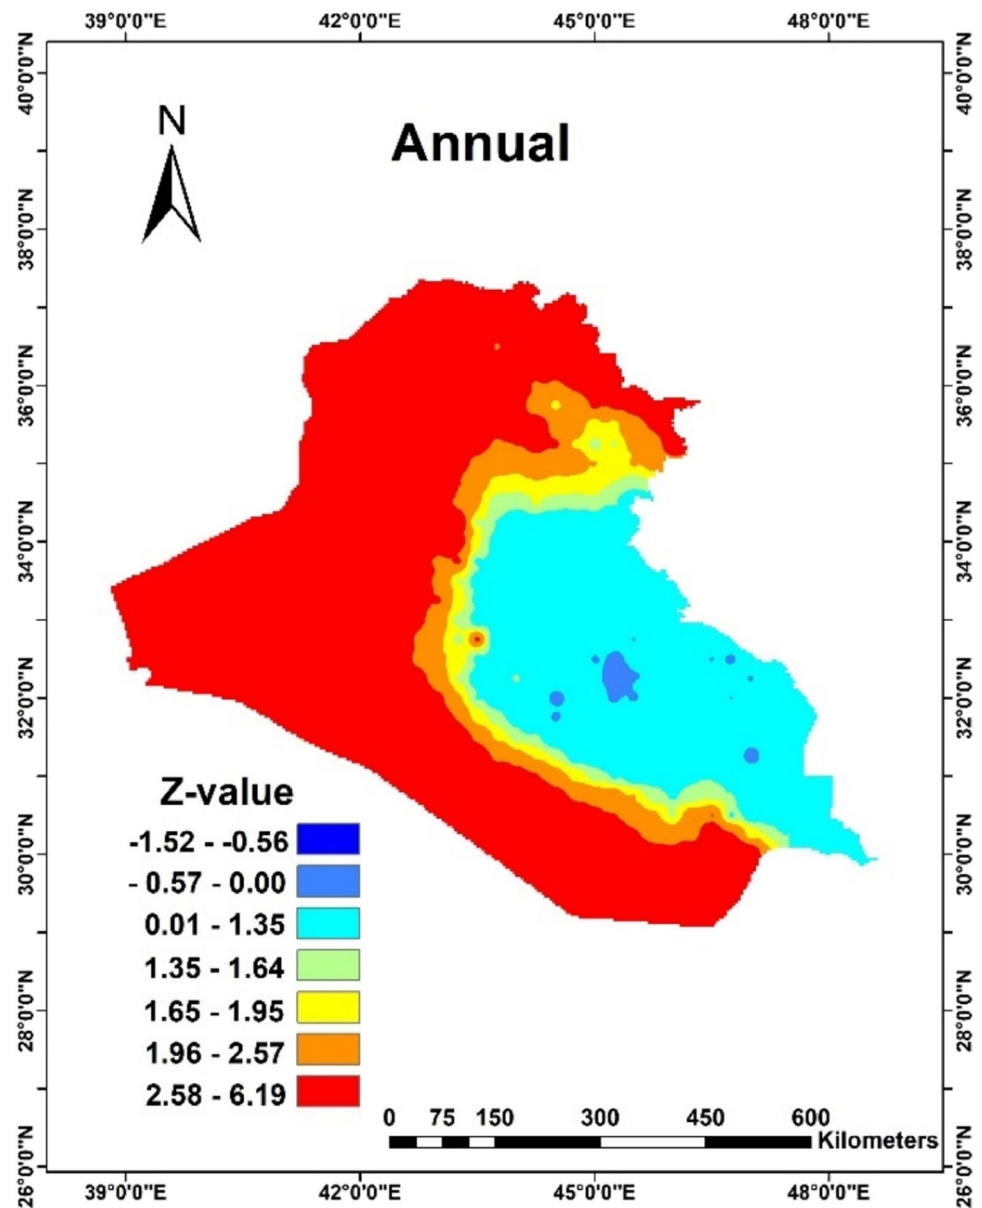 39°0'0"E 42°0'0"E 45°0'0"E 48°0'0"E
40°0'0"N 40°0'0"N
N
Annual
38°0'0"N 38°0'0"N
36°0'0"N 36°0'0"N
34°0'0"N 34°0'0"N
32°0'0"N 32°0'0"N
Z-value
-1.52 - -0.56
30°0'0"N 30°0'0"N
- 0.57 - 0.00
0.01 - 1.35
1.35 - 1.64
28°0'0"N 28°0'0"N
1.65 - 1.95
1.96 - 2.57
2.58 - 6.19
0 75 150 300 450 600
Kilometers
26°0'0"N 26°0'0"N
39°0'0"E 42°0'0"E 45°0'0"E 48°0'0"E